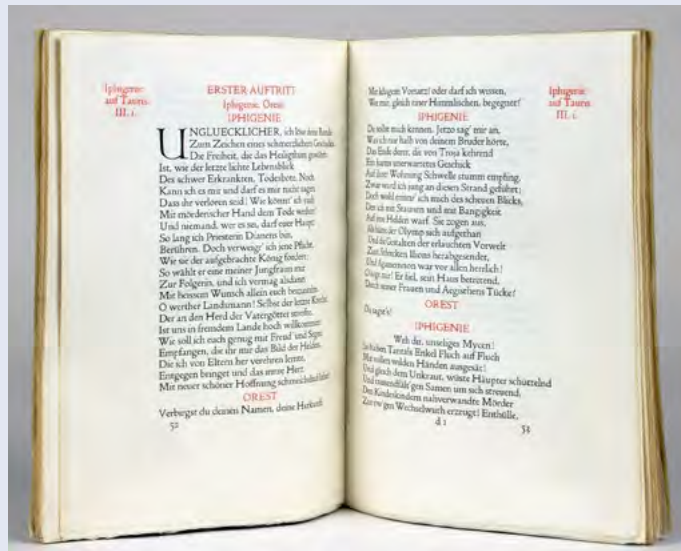 Iphigenie
auf Tauris
III. 1.
ERSTER AUFTRITT
Iphigenie. Orest
IPHIGENIE
UNGLUECKLICHER, ich löse deine Bande
Zum Zeichen eines schmerzlichern Geschicks.
Die Freiheit, die das Heiligthum gewährt,
Ist, wie der letzte lichte Lebensblick
Des schwer Erkrankten, Todesbote. Noch
Kann ich es mir und darf es mir nicht sagen,
Dass ihr verloren seid! Wie könnt' ich euch
Mit mörderischer Hand dem Tode weihen?
Und niemand, wer es sei, darf euer Haupt,
So lang ich Priesterin Dianens bin,
Berühren. Doch verweigr' ich jene Pflicht,
Wie sie der aufgebrachte König fordert:
So wählt er eine meiner Jungfraun mir
Zur Folgerin, und ich vermag alsdann
Mit heissem Wunsch allein euch beizustehn.
O werther Landsmann! Selbst der letzte Knecht,
Der an den Herd der Vatergötter streifte,
Ist uns in fremdem Lande hoch willkommen:
Wie soll ich euch genug mit Freud' und Segen
Empfangen, die ihr mir das Bild der Helden,
Die ich von Eltern her verehren lernte,
Entgegen bringet und das innre Herz
Mit neuer schöner Hoffnung schmeichelnd labet!
OREST
Verbirgst du deinen Namen, deine Herkunft
52
Mit klugem Vorsatz? oder darf ich wissen,
Wer mir, gleich einer Himmlischen, begegnet?
IPHIGENIE
Du sollst mich kennen. Jetzo sag' mir an,
Was ich nur halb von deinem Bruder hörte,
Das Ende derer, die von Troja kehrend
Ein hartes unerwartetes Geschick
Auf ihrer Wohnung Schwelle stumm empfing.
Zwar ward ich jung an diesen Strand geführt;
Doch wohl erinnr' ich mich des scheuen Blicks,
Den ich mit Staunen und mit Bangigkeit
Auf jene Helden warf. Sie zogen aus,
Als hätte der Olymp sich aufgethan
Und die Gestalten der erlauchten Vorwelt
Zum Schrecken Ilions herabgesendet,
Und Agamemnon war vor allen herrlich!
O sage mir! Er fiel, sein Haus betretend,
Durch seiner Frauen und Aegisthens Tücke?
OREST
Du sagst's!
IPHIGENIE
Weh dir, unseliges Mycen!
So haben Tantals Enkel Fluch auf Fluch
Mit vollen wilden Händen ausgesät!
Und gleich dem Unkraut, wüste Häupter schüttelnd
Und tausendfält'gen Samen um sich streuend,
Den Kindeskindern nahverwandte Mörder
Zur ew'gen Wechselwuth erzeugt! Enthülle,
d2
53
Iphigenie
auf Tauris
III. 1.